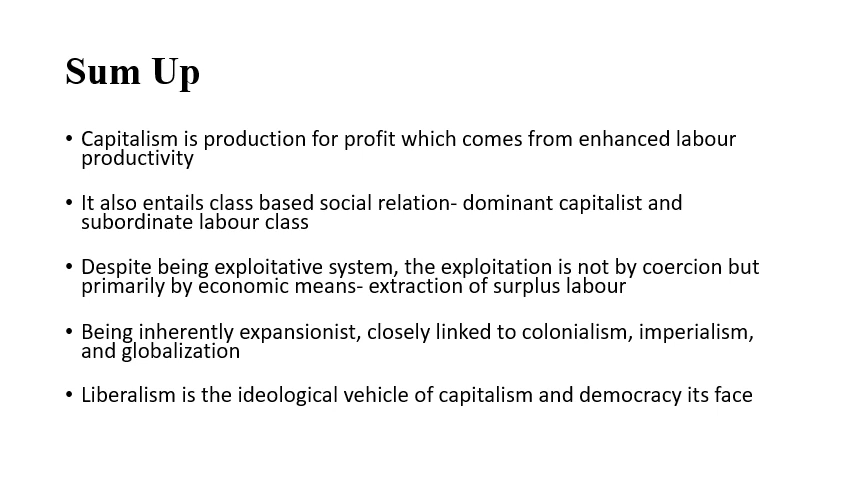 Sum Up
• Capitalism is production for profit which comes from enhanced labour
productivity
• It also entails class based social relation- dominant capitalist and
subordinate labour class
• Despite being exploitative system, the exploitation is not by coercion but
primarily by economic means- extraction of surplus labour
• Being inherently expansionist, closely linked to colonialism, imperialism,
and globalization
• Liberalism is the ideological vehicle of capitalism and democracy its face